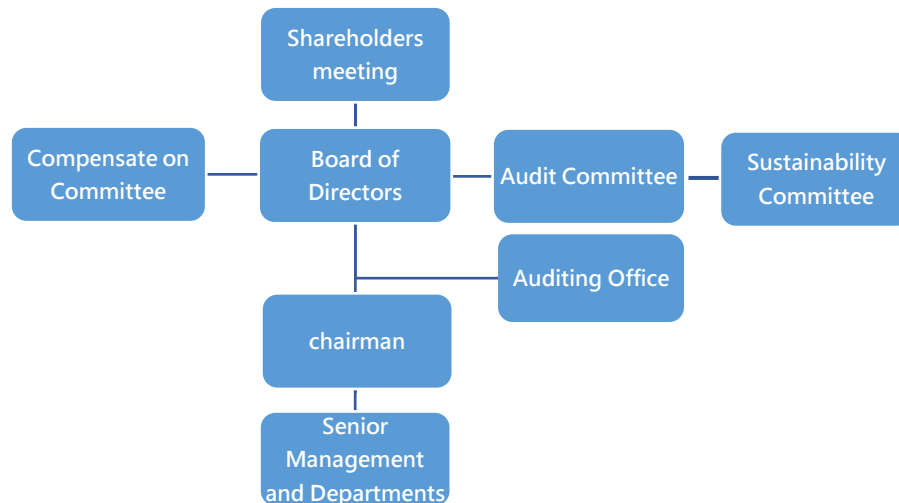 Shareholders
meeting
Compensate on
Committee
Board of
Directors
Audit Committee
Sustainability
Committee
Auditing Office
chairman
Senior
Management
and Departments